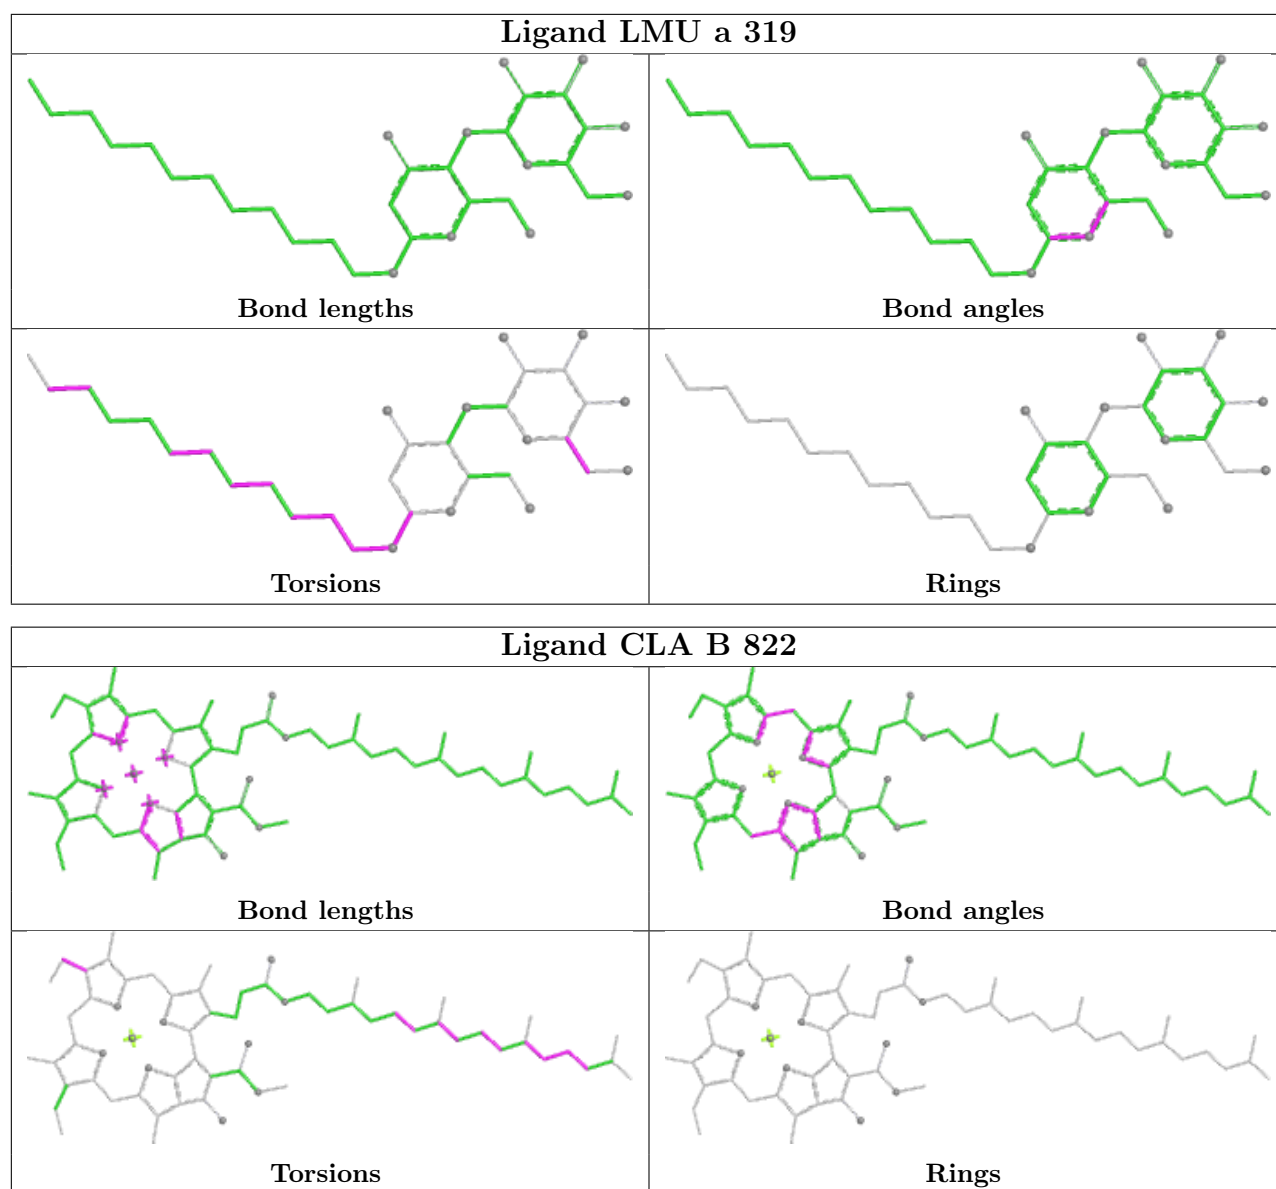 Ligand LMU a 319
Bond lengths
Bond angles
Torsions
Rings
Ligand CLA B 822
Bond lengths
Bond angles
Torsions
Rings